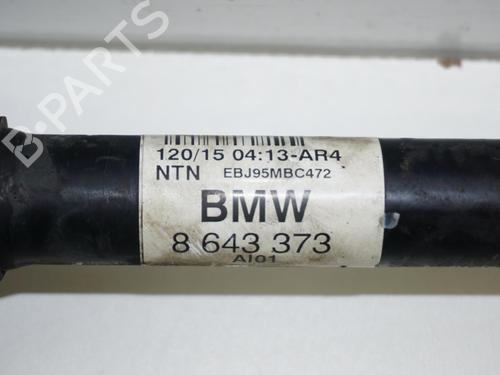 120/15 04:13-AR4
NTN EBJ95MBC472
BMW
8 643 373
AI01
B-PARTS